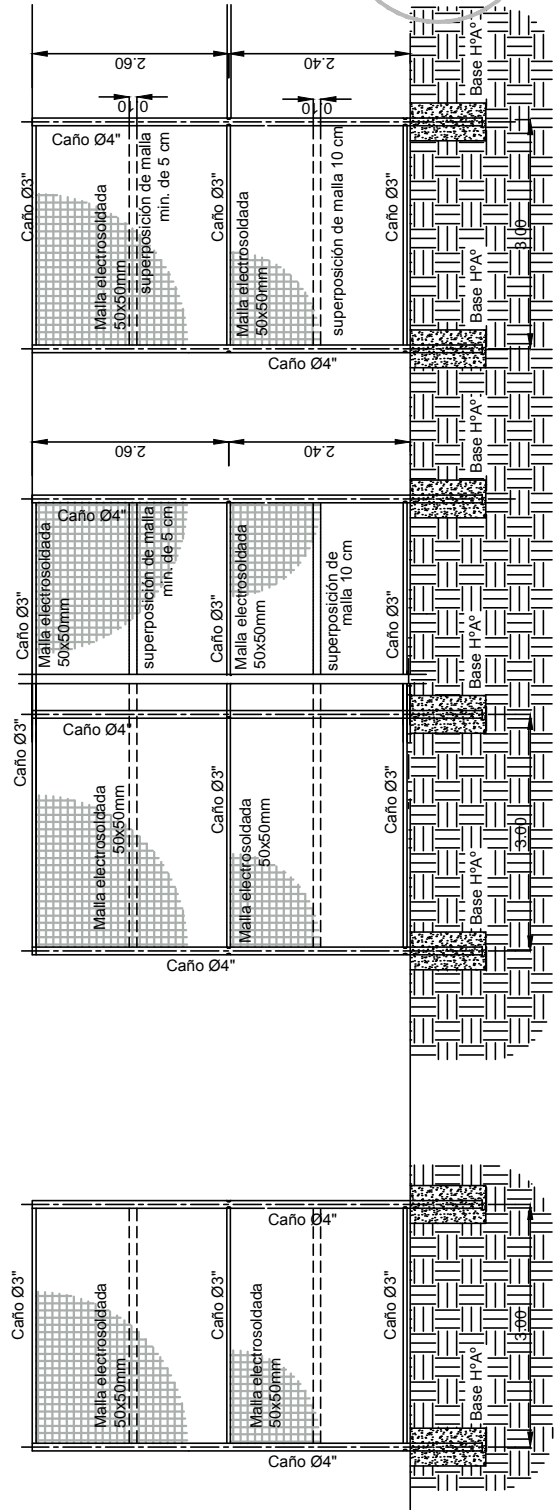 2.60
2.40
Caño Ø3"
Caño Ø4"
Malla electrosoldada
50x50mm
0.10
superposición de malla
min. de 5 cm
Caño Ø3"
Malla electrosoldada
50x50mm
0.10
superposición de malla 10 cm
Caño Ø3"
Caño Ø4"
Base HºAº
Base HºAº
3.00
2.60
2.40
Caño Ø3"
Caño Ø4"
Malla electrosoldada
50x50mm
superposición de malla
min. de 5 cm
Caño Ø3"
Malla electrosoldada
50x50mm
superposición de
malla 10 cm
Caño Ø3"
Base HºAº
Caño Ø3"
Caño Ø4"
Malla electrosoldada
50x50mm
Caño Ø3"
Malla electrosoldada
50x50mm
Caño Ø3"
Caño Ø4"
Base HºAº
Base HºAº
3.00
Caño Ø3"
Caño Ø4"
Malla electrosoldada
50x50mm
Caño Ø3"
Malla electrosoldada
50x50mm
Caño Ø3"
Caño Ø4"
Base HºAº
3.00